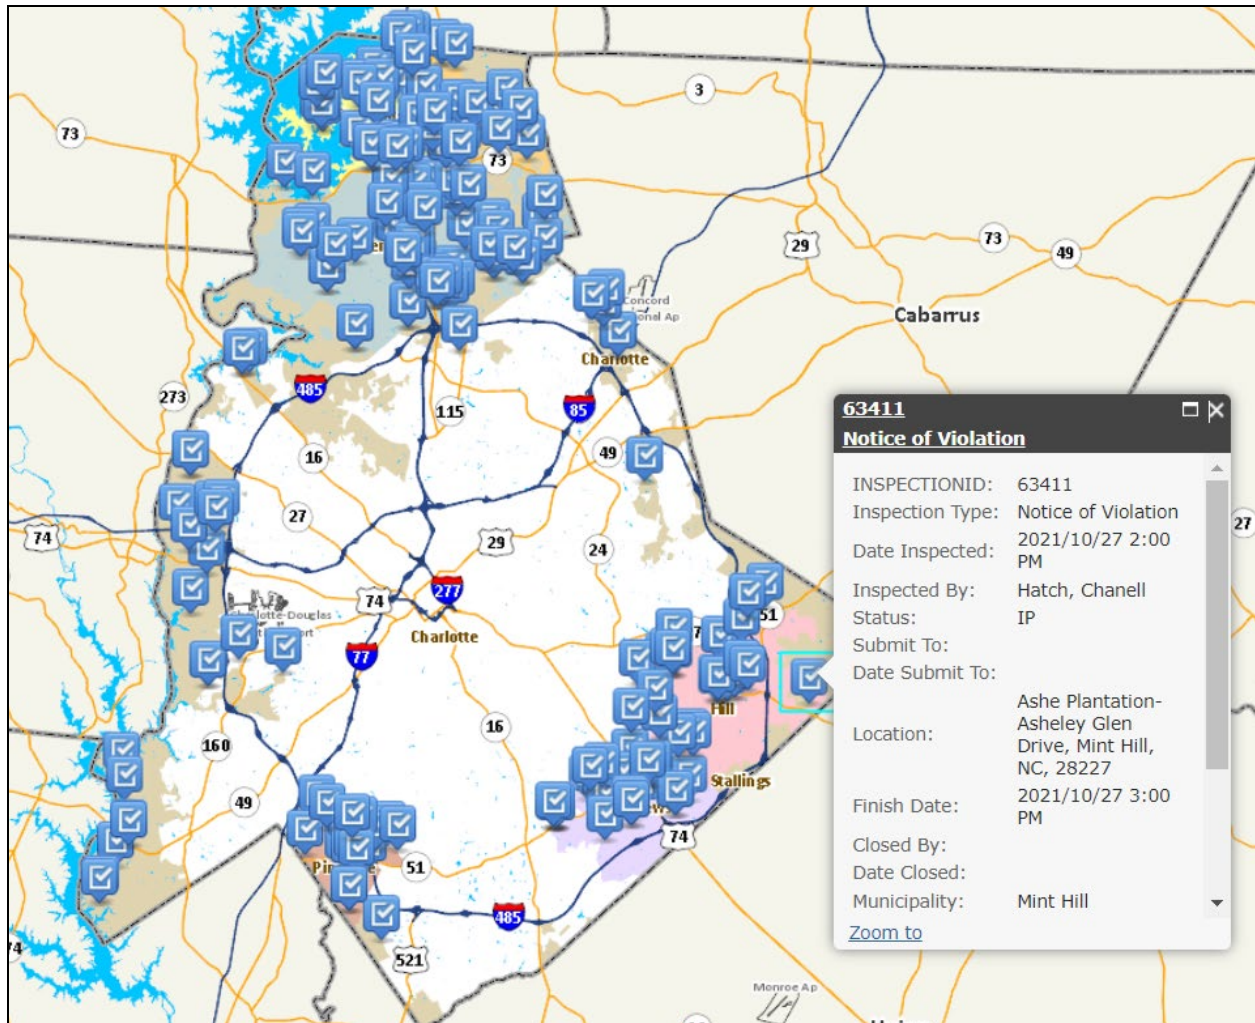 3
73
73
29
73
49
Concord
Cabarrus
Charlotte
485
273
115
85
16
49
27
29
24
74
27
277
74
Charlotte
51
77
Hill
16
160
Stallings
49
74
51
485
521
Monroe Ap
63411
Notice of Violation
INSPECTIONID: 63411
Inspection Type: Notice of Violation
Date Inspected: 2021/10/27 2:00
PM
Inspected By: Hatch, Chanell
Status: IP
Submit To:
Date Submit To:
Location: Ashe Plantation-
Asheley Glen
Drive, Mint Hill,
NC, 28227
Finish Date: 2021/10/27 3:00
PM
Closed By:
Date Closed:
Municipality: Mint Hill
Zoom to